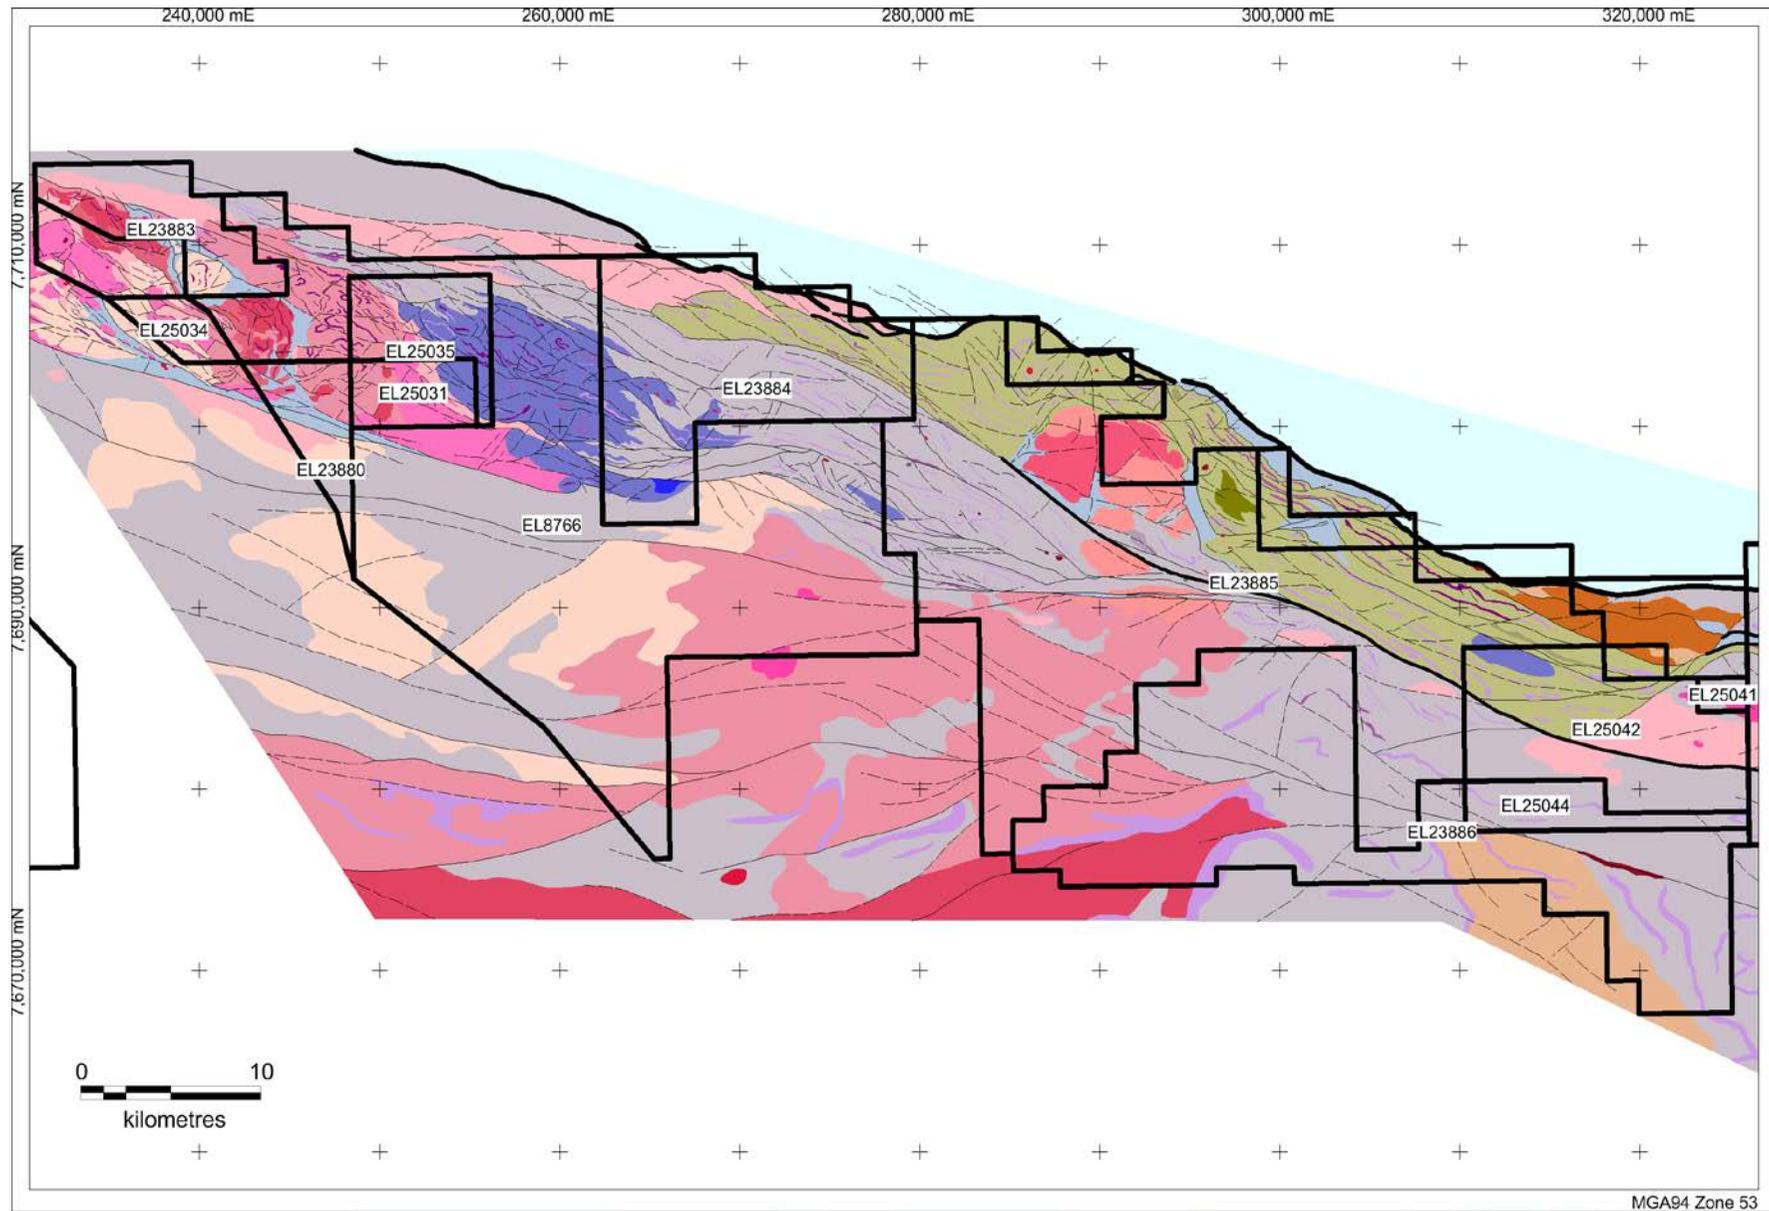 240,000 mE
260,000 mE
280,000 mE
300,000 mE
320,000 mE
7,710,000 mN
7,690,000 mN
7,670,000 mN
EL23883
EL25034
EL25035
EL25031
EL23884
EL23880
EL8766
EL23885
EL25041
EL25042
EL25044
EL23886
0 10
kilometres
MGA94 Zone 53